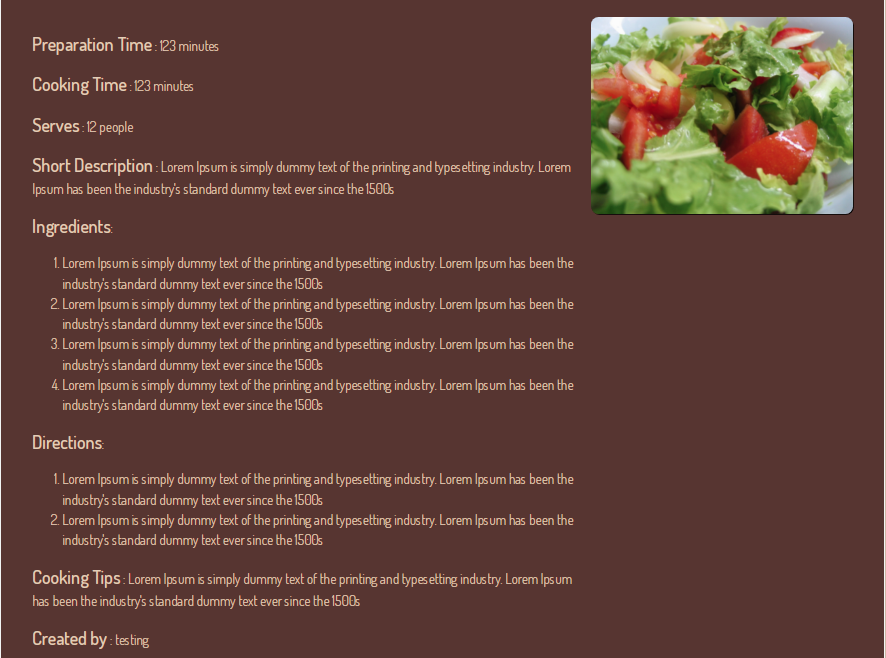 Preparation Time : 123 minutes
Cooking Time : 123 minutes
Serves : 12 people
Short Description : Lorem Ipsum is simply dummy text of the printing and typesetting industry. Lorem
Ipsum has been the industry's standard dummy text ever since the 1500s
Ingredients:
1. Lorem Ipsum is simply dummy text of the printing and typesetting industry. Lorem Ipsum has been the
industry's standard dummy text ever since the 1500s
2. Lorem Ipsum is simply dummy text of the printing and typesetting industry. Lorem Ipsum has been the
industry's standard dummy text ever since the 1500s
3. Lorem Ipsum is simply dummy text of the printing and typesetting industry. Lorem Ipsum has been the
industry's standard dummy text ever since the 1500s
4. Lorem Ipsum is simply dummy text of the printing and typesetting industry. Lorem Ipsum has been the
industry's standard dummy text ever since the 1500s
Directions:
1. Lorem Ipsum is simply dummy text of the printing and typesetting industry. Lorem Ipsum has been the
industry's standard dummy text ever since the 1500s
2. Lorem Ipsum is simply dummy text of the printing and typesetting industry. Lorem Ipsum has been the
industry's standard dummy text ever since the 1500s
Cooking Tips : Lorem Ipsum is simply dummy text of the printing and typesetting industry. Lorem Ipsum
has been the industry's standard dummy text ever since the 1500s
Created by : testing